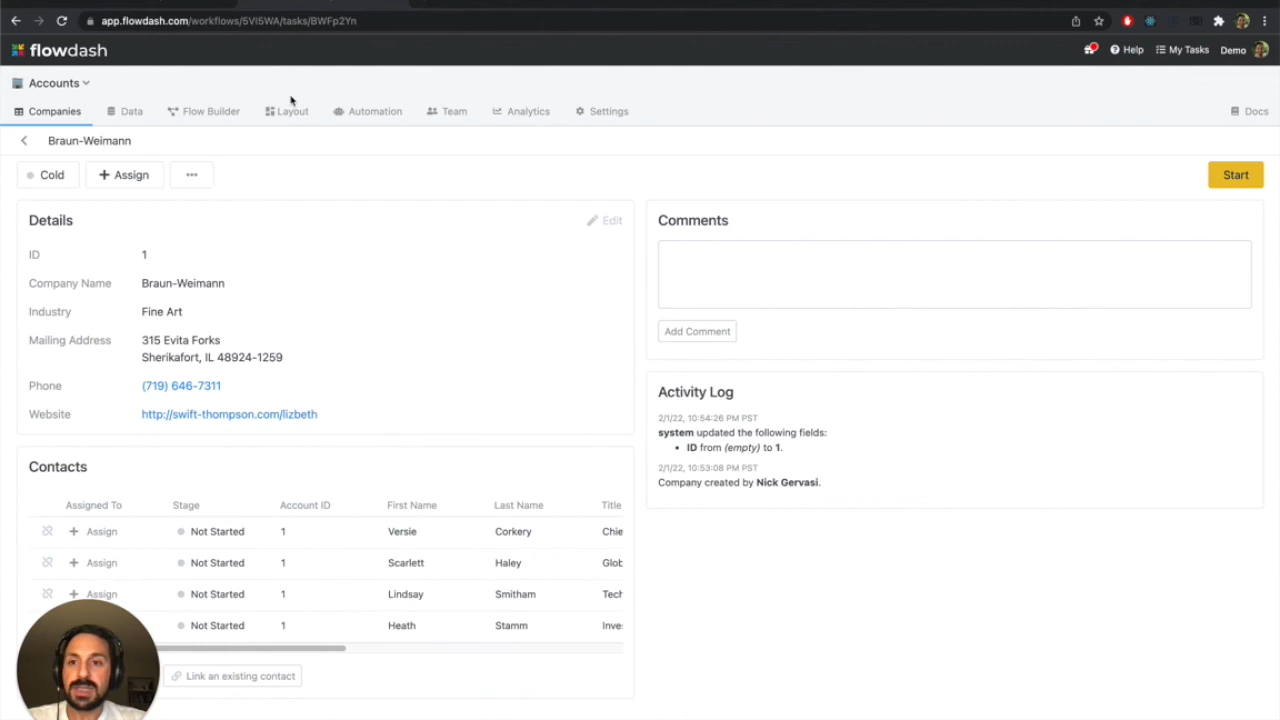 app.flowdash.com/workflows/5VI5WA/tasks/BWFp2Yn
flowdash
Help
My Tasks
Demo
Accounts
Companies
Data
Flow Builder
Layout
Automation
Team
Analytics
Settings
Docs
Braun-Weimann
Cold
+ Assign
...
Start
Details
Edit
ID 1
Company Name Braun-Weimann
Industry Fine Art
Mailing Address 315 Evita Forks
Sherikafort, IL 48924-1259
Phone (719) 646-7311
Website http://swift-thompson.com/lizbeth
Contacts
Assigned To Stage Account ID First Name Last Name Title
+ Assign Not Started 1 Versie Corkery Chie
+ Assign Not Started 1 Scarlett Haley Glob
+ Assign Not Started 1 Lindsay Smitham Tech
Not Started 1 Heath Stamm Inve
Link an existing contact
Comments
Add Comment
Activity Log
2/1/22, 10:54:26 PM PST
system updated the following fields:
• ID from (empty) to 1.
2/1/22, 10:53:08 PM PST
Company created by Nick Gervasi.